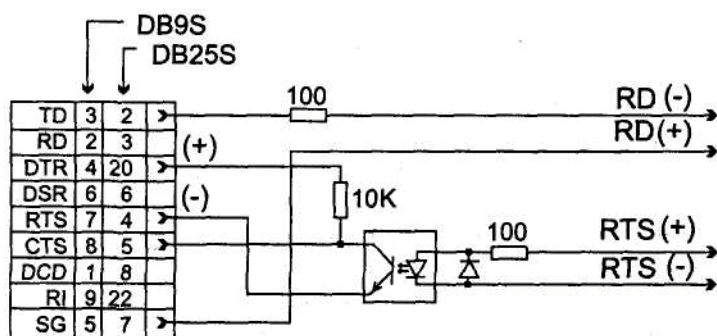 DB9S
DB25S
100 RD (-)
TD 3 2
RD 2 3 (+) RD (+)
DTR 4 20
DSR 6 6 (-) 10K
RTS 7 4 100 RTS (+)
CTS 8 5
DCD 1 8 RTS (-)
RI 9 22
SG 5 7